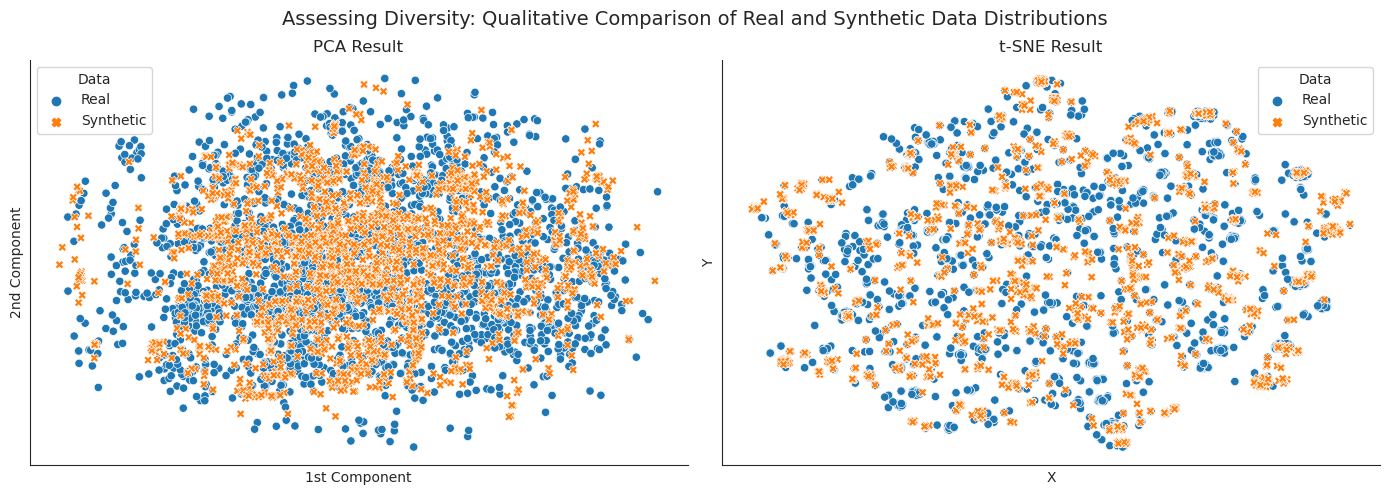 Assessing Diversity: Qualitative Comparison of Real and Synthetic Data Distributions
PCA Result
Data
Real
Synthetic
2nd Component
1st Component
t-SNE Result
Data
Real
Synthetic
Y
X